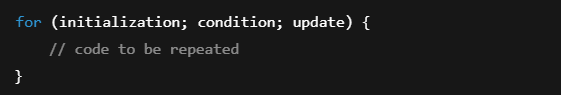 for (initialization; condition; update) {
    // code to be repeated
}